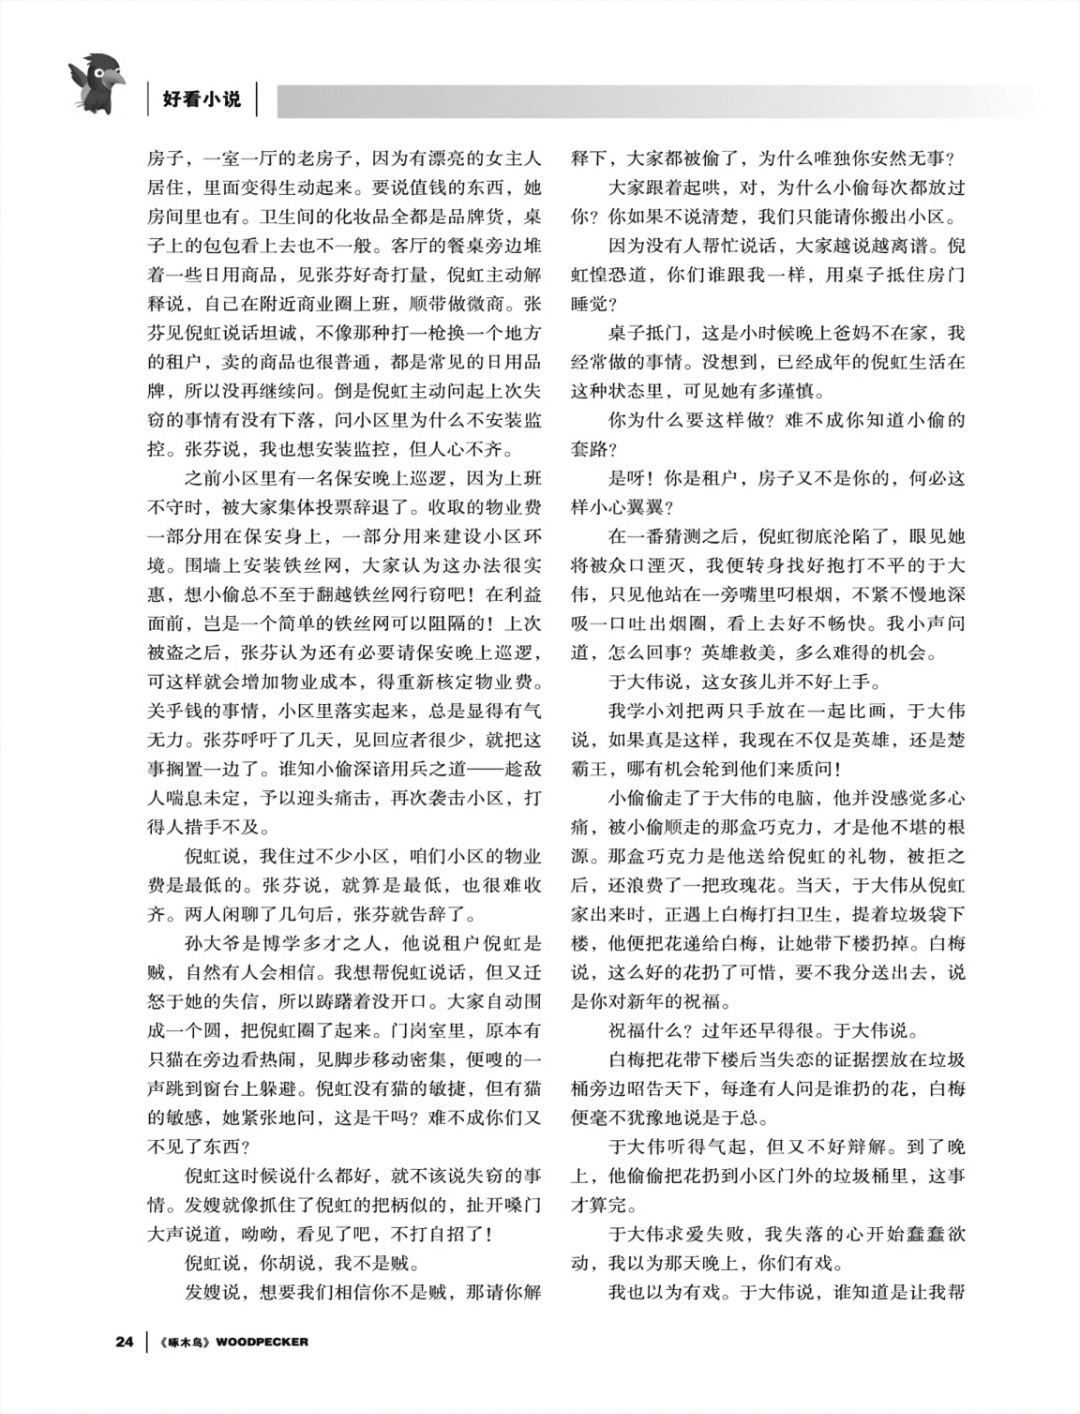 好看小说
房子，一室一厅的老房子，因为有漂亮的女主人
居住，里面变得生动起来。要说值钱的东西，她
房间里也有。卫生间的化妆品全都是品牌货，桌
子上的包包看上去也不一般。客厅的餐桌旁边堆
着一些日用商品，见张芬好奇打量，倪虹主动解
释说，自己在附近商业圈上班，顺带做微商。张
芬见倪虹说话坦诚，不像那种打一枪换一个地方
的租户，卖的商品也很普通，都是常见的日用品
牌，所以没再继续问。倒是倪虹主动问起上次失
窃的事情有没有下落，问小区里为什么不安装监
控。张芬说，我也想安装监控，但人心不齐。
之前小区里有一名保安晚上巡逻，因为上班
不守时，被大家集体投票辞退了。收取的物业费
一部分用在保安身上，一部分用来建设小区环
境。围墙上安装铁丝网，大家认为这办法很实
惠，想小偷总不至于翻越铁丝网行窃吧！在利益
面前，岂是一个简单的铁丝网可以阻隔的！上次
被盗之后，张芬认为还有必要请保安晚上巡逻，
可这样就会增加物业成本，得重新核定物业费。
关乎钱的事情，小区里落实起来，总是显得有气
无力。张芬呼吁了几天，见回应者很少，就把这
事搁置一边了。谁知小偷深谙用兵之道——趁敌
人喘息未定，予以迎头痛击，再次袭击小区，打
得人措手不及。
倪虹说，我住过不少小区，咱们小区的物业
费是最低的。张芬说，就算是最低，也很难收
齐。两人闲聊了几句后，张芬就告辞了。
孙大爷是博学多才之人，他说租户倪虹是
贼，自然有人会相信。我想帮倪虹说话，但又迁
怒于她的失信，所以踌躇着没开口。大家自动围
成一个圆，把倪虹圈了起来。门岗室里，原本有
只猫在旁边看热闹，见脚步移动密集，便嗖的一
声跳到窗台上躲避。倪虹没有猫的敏捷，但有猫
的敏感，她紧张地问，这是干吗？难不成你们又
不见了东西？
倪虹这时候说什么都好，就不该说失窃的事
情。发嫂就像抓住了倪虹的把柄似的，扯开嗓门
大声说道，呦呦，看见了吧，不打自招了！
倪虹说，你胡说，我不是贼。
发嫂说，想要我们相信你不是贼，那请你解
释下，大家都被偷了，为什么唯独你安然无事？
大家跟着起哄，对，为什么小偷每次都放过
你？你如果不说清楚，我们只能请你搬出小区。
因为没有人帮忙说话，大家越说越离谱。倪
虹惶恐道，你们谁跟我一样，用桌子抵住房门
睡觉？
桌子抵门，这是小时候晚上爸妈不在家，我
经常做的事情。没想到，已经成年的倪虹生活在
这种状态里，可见她有多谨慎。
你为什么要这样做？难不成你知道小偷的
套路？
是呀！你是租户，房子又不是你的，何必这
样小心翼翼？
在一番猜测之后，倪虹彻底沦陷了，眼见她
将被众口湮灭，我便转身找好抱打不平的于大
伟，只见他站在一旁嘴里叼根烟，不紧不慢地深
吸一口吐出烟圈，看上去好不畅快。我小声问
道，怎么回事？英雄救美，多么难得的机会。
于大伟说，这女孩儿并不好上手。
我学小刘把两只手放在一起比画，于大伟
说，如果真是这样，我现在不仅是英雄，还是楚
霸王，哪有机会轮到他们来质问！
小偷偷走了于大伟的电脑，他并没感觉多心
痛，被小偷顺走的那盒巧克力，才是他不堪的根
源。那盒巧克力是他送给倪虹的礼物，被拒之
后，还浪费了一把玫瑰花。当天，于大伟从倪虹
家出来时，正遇上白梅打扫卫生，提着垃圾袋下
楼，他便把花递给白梅，让她带下楼扔掉。白梅
说，这么好的花扔了可惜，要不我分送出去，说
是你对新年的祝福。
祝福什么？过年还早得很。于大伟说。
白梅把花带下楼后当失恋的证据摆放在垃圾
桶旁边昭告天下，每逢有人问是谁扔的花，白梅
便毫不犹豫地说是于总。
于大伟听得气起，但又不好辩解。到了晚
上，他偷偷把花扔到小区门外的垃圾桶里，这事
才算完。
于大伟求爱失败，我失落的心开始蠢蠢欲
动，我以为那天晚上，你们有戏。
我也以为有戏。于大伟说，谁知道是让我帮
24 《啄木鸟》WOODPECKER